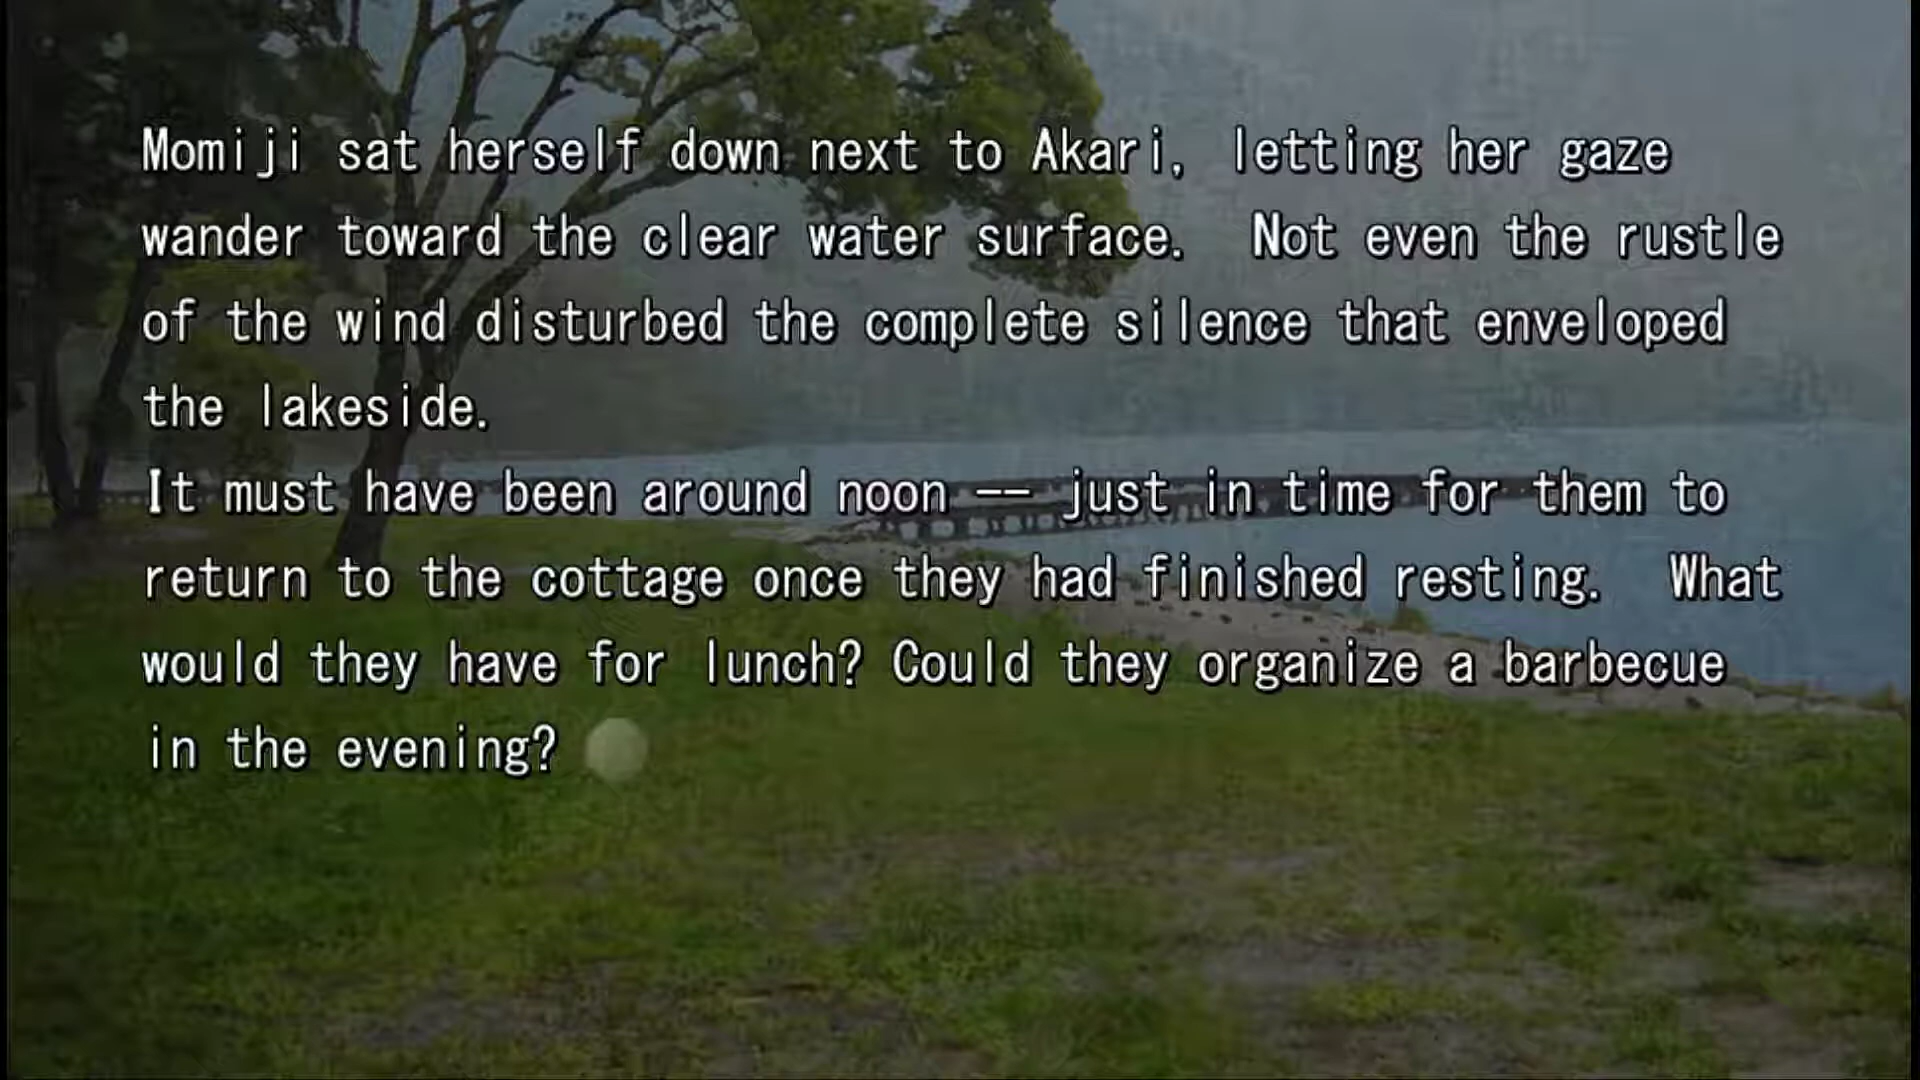 Momiji sat herself down next to Akari, letting her gaze
wander toward the clear water surface.  Not even the rustle
of the wind disturbed the complete silence that enveloped
the lakeside.
It must have been around noon -- just in time for them to
return to the cottage once they had finished resting.  What
would they have for lunch? Could they organize a barbecue
in the evening?